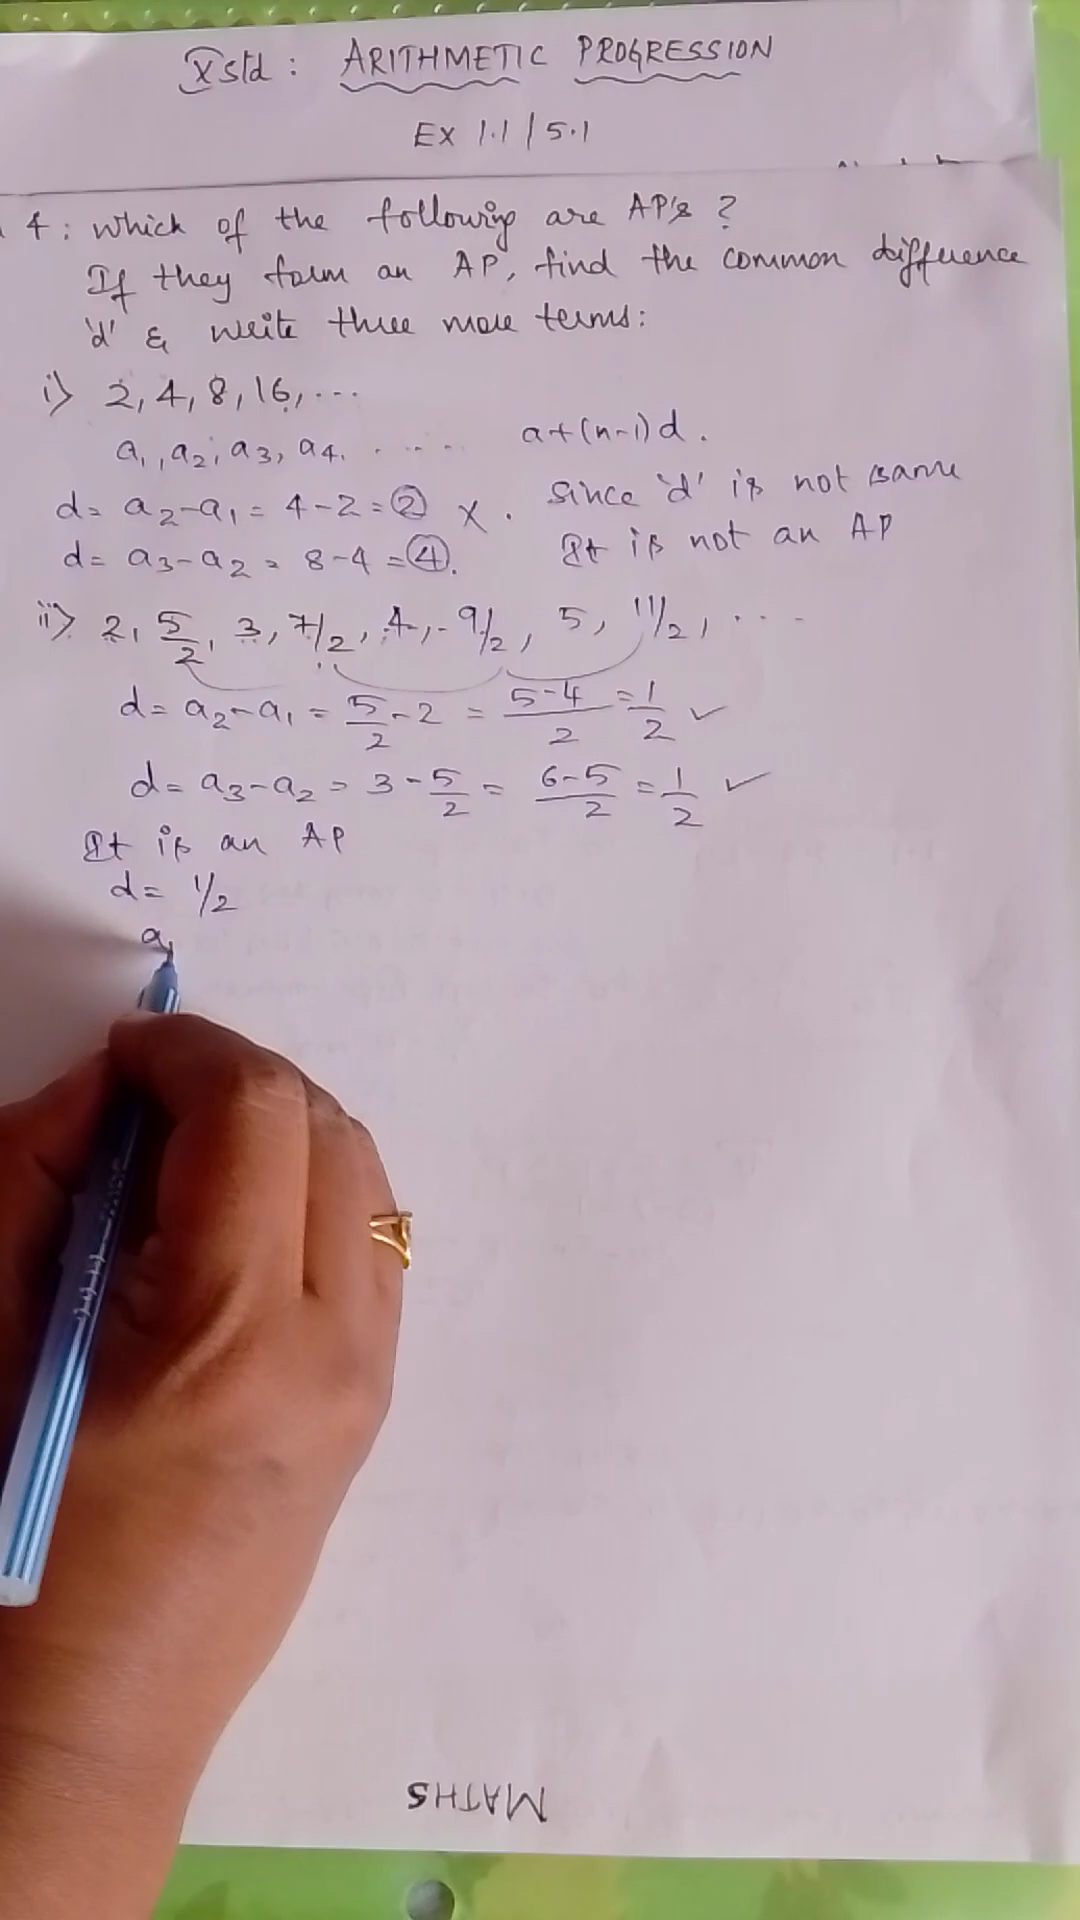 X std : ARITHMETIC PROGRESSION
Ex 1.1 / 5.1
4 : Which of the following are AP's ?
If they form an AP, find the common difference
'd' & write three more terms :
i) 2, 4, 8, 16, ...
a1, a2, a3, a4, . ... a+(n-1)d .
d = a2-a1 = 4-2 = 2 x . Since 'd' is not same
d = a3-a2 = 8-4 = 4. It is not an AP
ii) 2, 5/2, 3, 7/2, 4, 9/2, 5, 11/2, ...
d = a2-a1 = 5/2 - 2 = 5-4/2 = 1/2 ✓
d = a3-a2 = 3 - 5/2 = 6-5/2 = 1/2 ✓
It is an AP
d = 1/2
a
MATHS